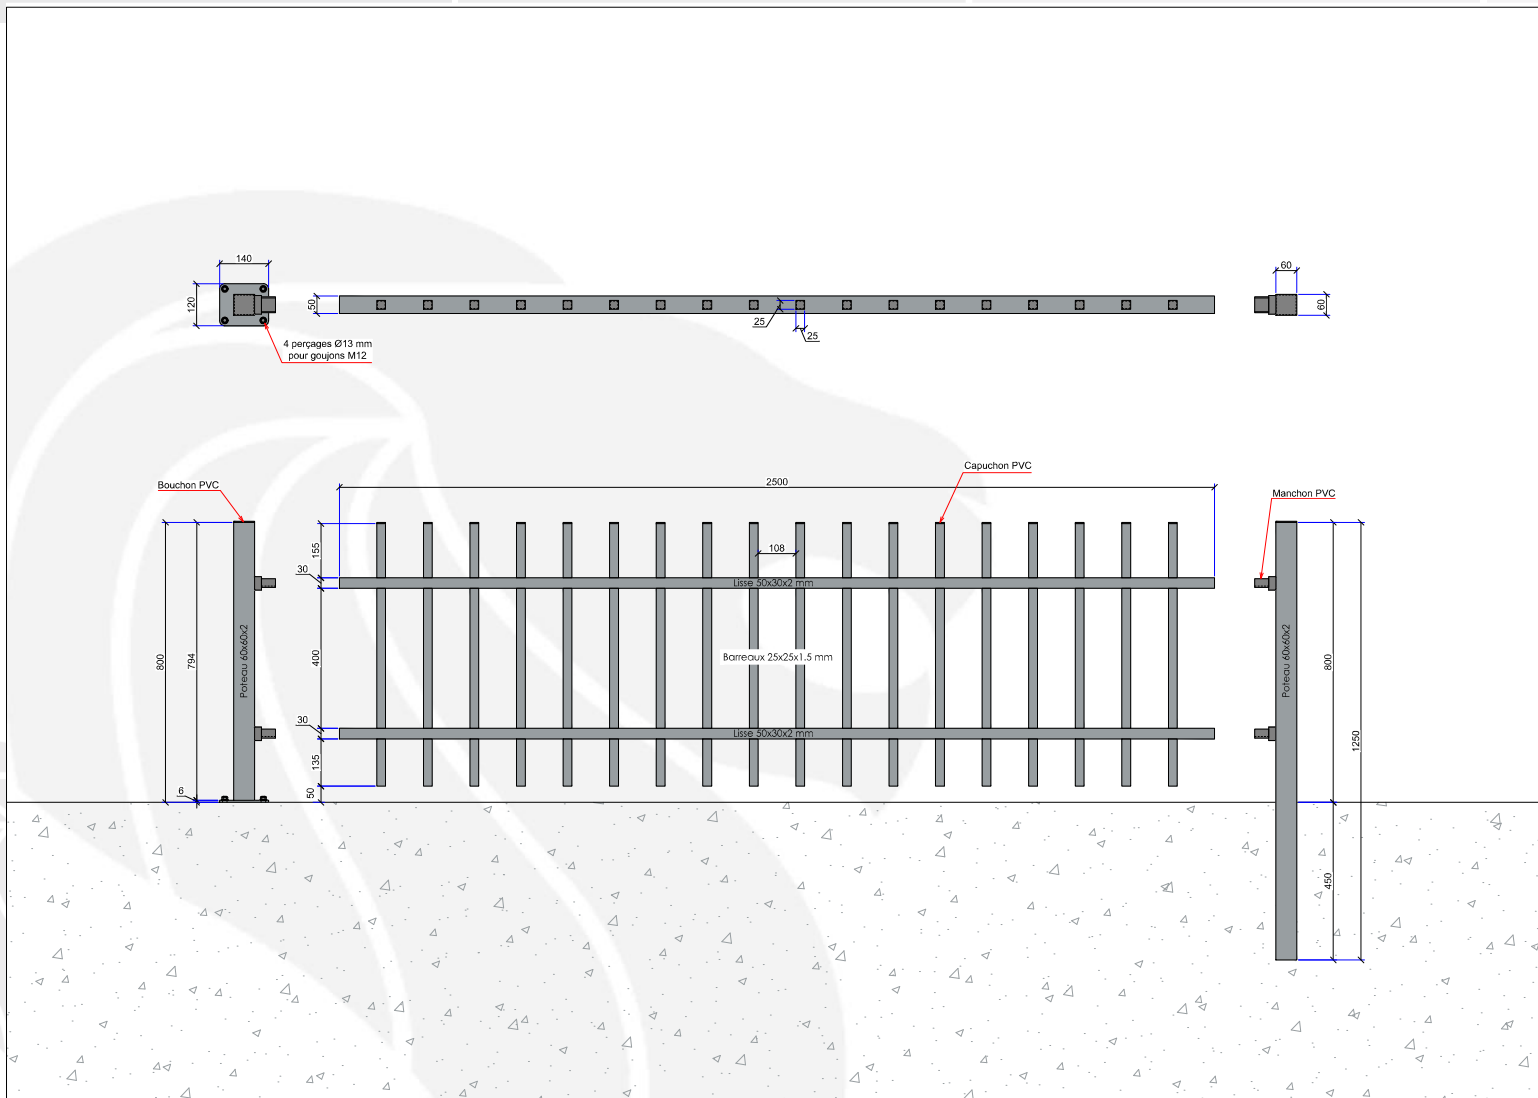 140
120
4 perçages Ø13 mm
pour goujons M12
50
25
25
60
60
Bouchon PVC
Capuchon PVC
Manchon PVC
2500
155
108
30
Lisse 50x30x2 mm
800
794
Poteau 60x60x2
400
Barreaux 25x25x1.5 mm
Poteau 60x60x2
800
1250
30
Lisse 50x30x2 mm
135
6
50
450